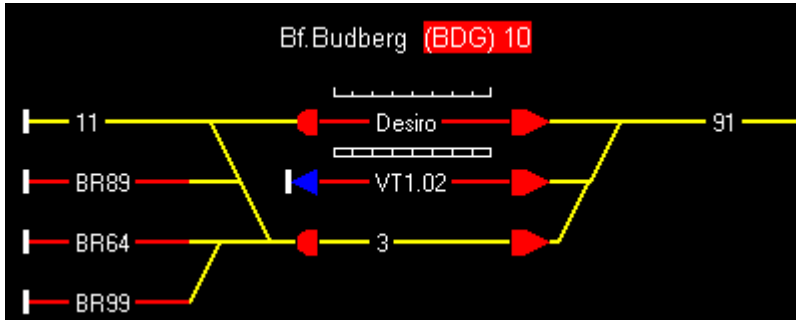 Bf.Budberg (BDG) 10
11 Desiro 91
BR89 VT1.02
BR64 3
BR99